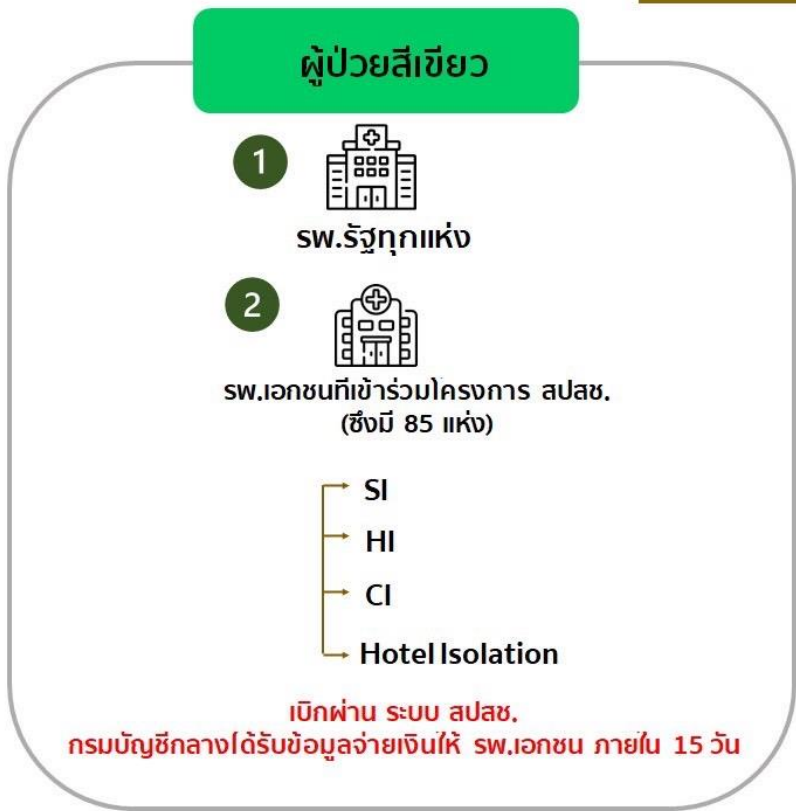 ผู้ป่วยสีเขียว
1
รพ.รัฐทุกแห่ง
2
รพ.เอกชนที่เข้าร่วมโครงการ สปสช.
(ซึ่งมี 85 แห่ง)
SI
HI
CI
Hotel Isolation
เบิกผ่าน ระบบ สปสช.
กรมบัญชีกลางได้รับข้อมูลจ่ายเงินให้ รพ.เอกชน ภายใน 15 วัน